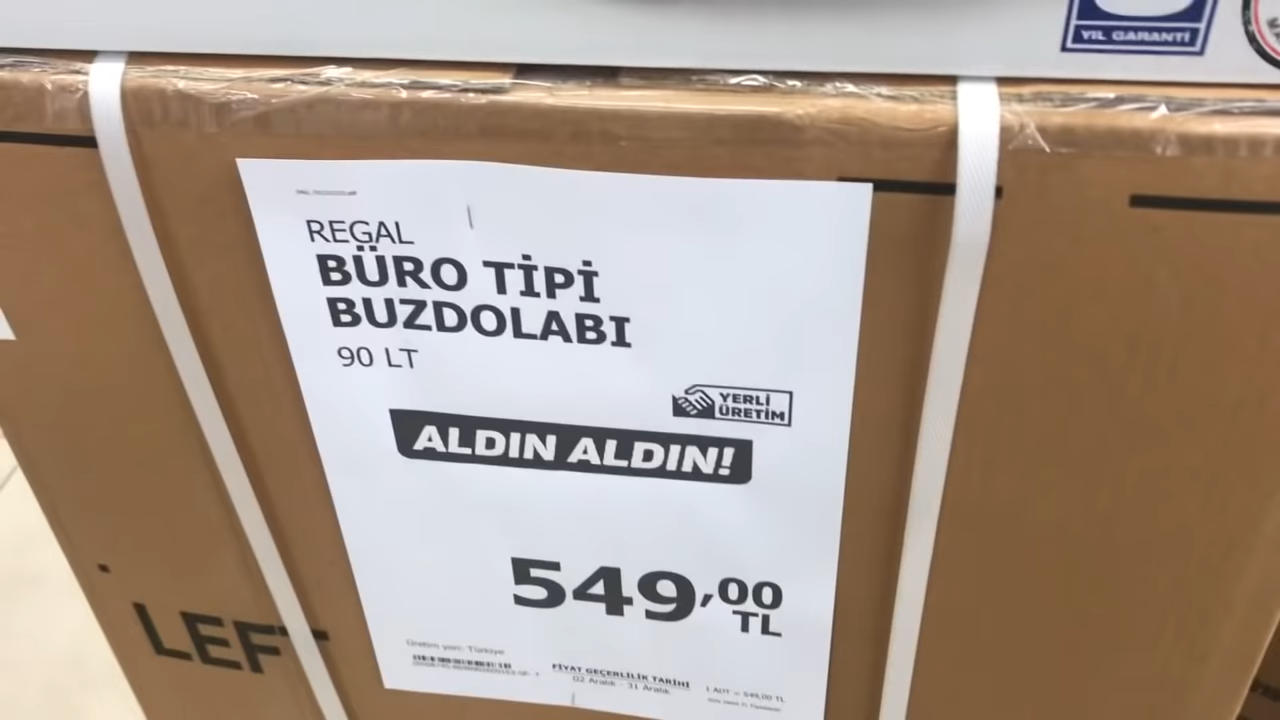 YIL GARANTİ
REGAL
BÜRO TİPİ
BUZDOLABI
90 LT
YERLİ
ÜRETİM
ALDIN ALDIN!
549,00
TL
Üretim yeri: Türkiye
FİYAT GEÇERLİLİK TARİHİ
02 Aralık - 31 Aralık
1 ADT = 549,00 TL
LEFT